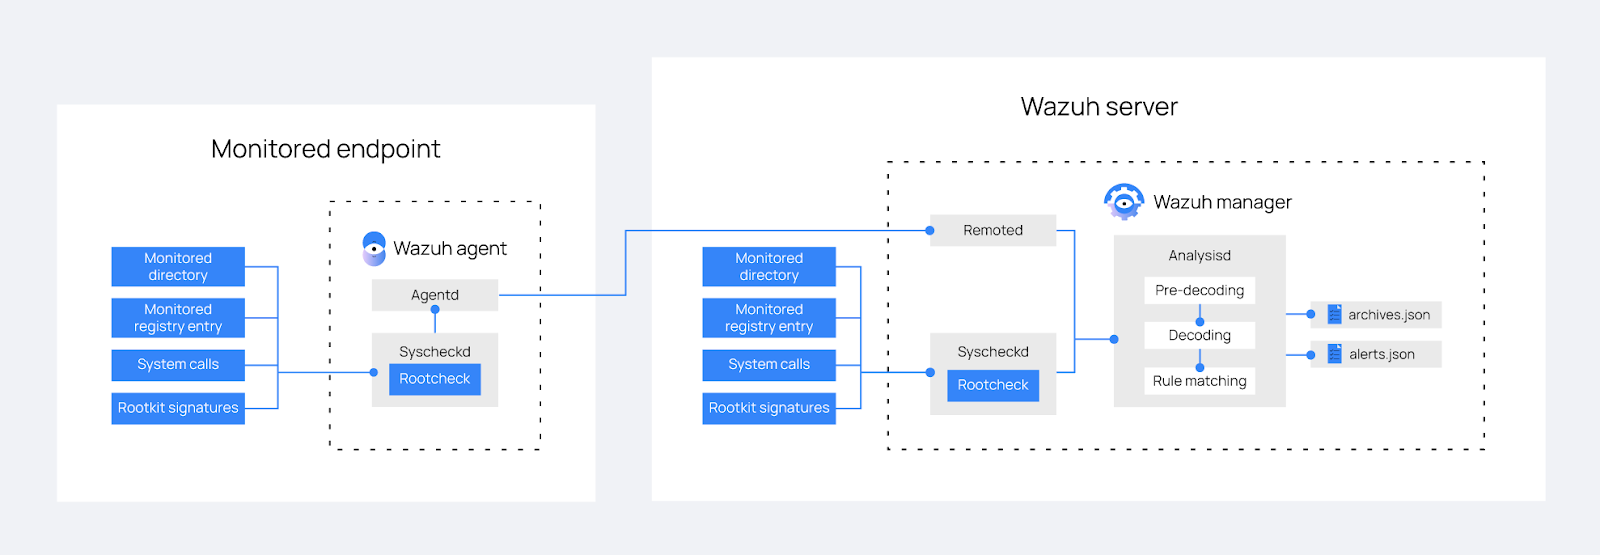 Monitored endpoint
Wazuh agent
Monitored
directory
Monitored
registry entry
System calls
Rootkit signatures
Agentd
Syscheckd
Rootcheck
Wazuh server
Wazuh manager
Monitored
directory
Monitored
registry entry
System calls
Rootkit signatures
Remoted
Syscheckd
Rootcheck
Analysisd
Pre-decoding
Decoding
Rule matching
archives.json
alerts.json